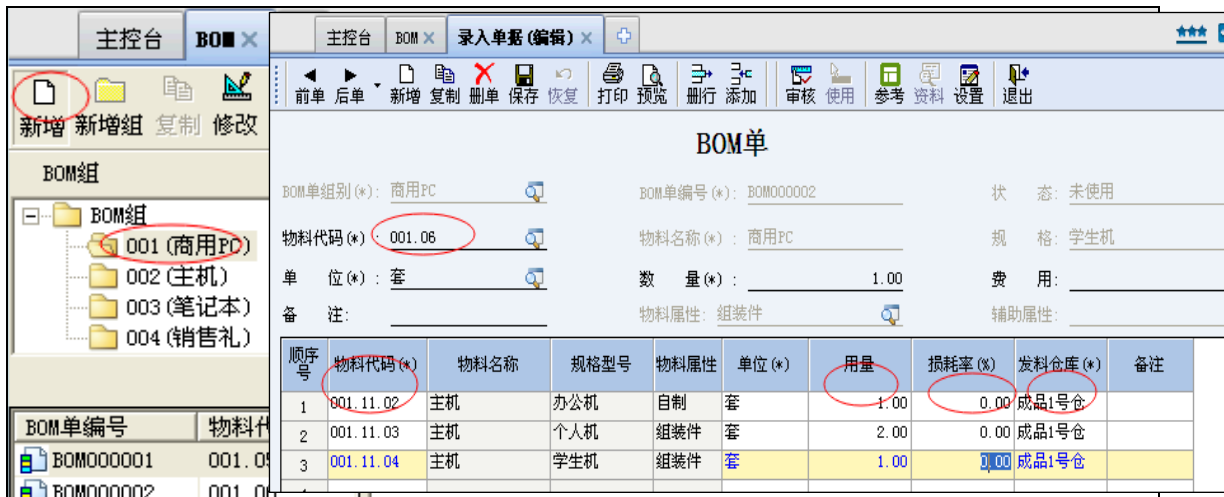 主控台 BOM
新增 新增组 复制 修改
BOM组
BOM组
001 (商用PC)
002 (主机)
003 (笔记本)
004 (销售礼)
BOM单编号 物料代
BOM000001 001.05
BOM000002 001.06
主控台 BOM 录入单据(编辑)
前单 后单 新增 复制 删单 保存 恢复 打印 预览 删行 添加 审核 使用 参考 资料 设置 退出
BOM单
BOM单组别(*): 商用PC BOM单编号(*): BOM000002 状 态: 未使用
物料代码(*): 001.06 物料名称(*): 商用PC 规 格: 学生机
单 位(*): 套 数 量(*): 1.00 费 用:
备 注: 物料属性: 组装件 辅助属性:
顺序号 物料代码(*) 物料名称 规格型号 物料属性 单位(*) 用量 损耗率(%) 发料仓库(*) 备注
1 001.11.02 主机 办公机 自制 套 1.00 0.00 成品1号仓
2 001.11.03 主机 个人机 组装件 套 2.00 0.00 成品1号仓
3 001.11.04 主机 学生机 组装件 套 1.00 0.00 成品1号仓